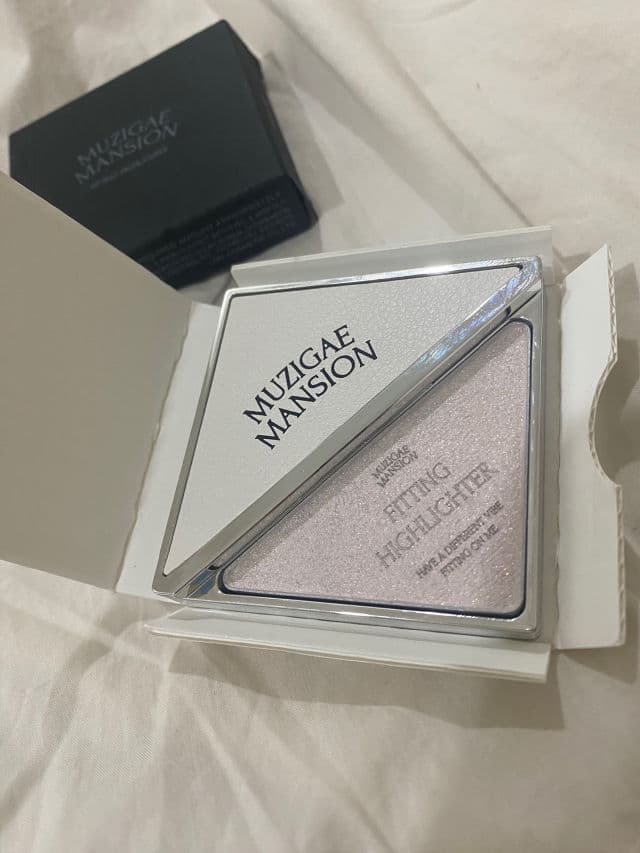 MUZIGAE
MANSION
MUZIGAE
MANSION
MUZIGAE
MANSION
FITTING
HIGHLIGHTER
HAVE A DIFFERENT VIBE
FITTING ON ME